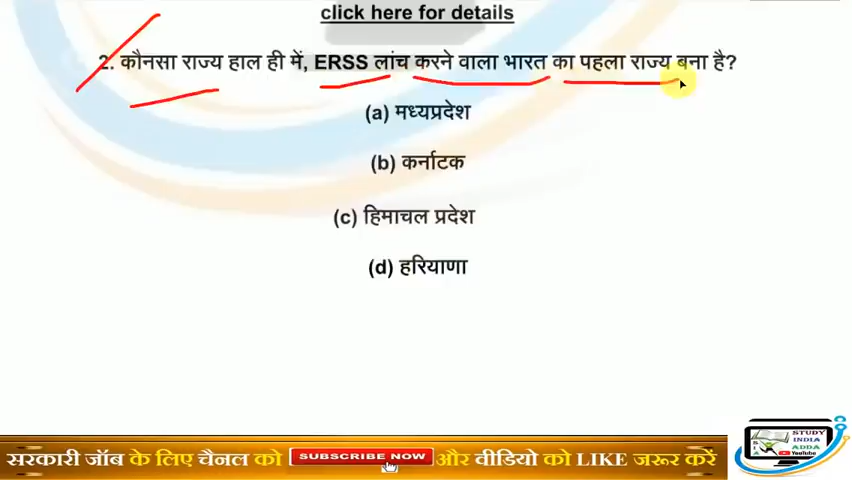 click here for details
2. कौनसा राज्य हाल ही में, ERSS लांच करने वाला भारत का पहला राज्य बना है?
(a) मध्यप्रदेश
(b) कर्नाटक
(c) हिमाचल प्रदेश
(d) हरियाणा
सरकारी जॉब के लिए चैनल को SUBSCRIBE NOW और वीडियो को LIKE जरूर करें
STUDY
INDIA
ADDA
YouTube